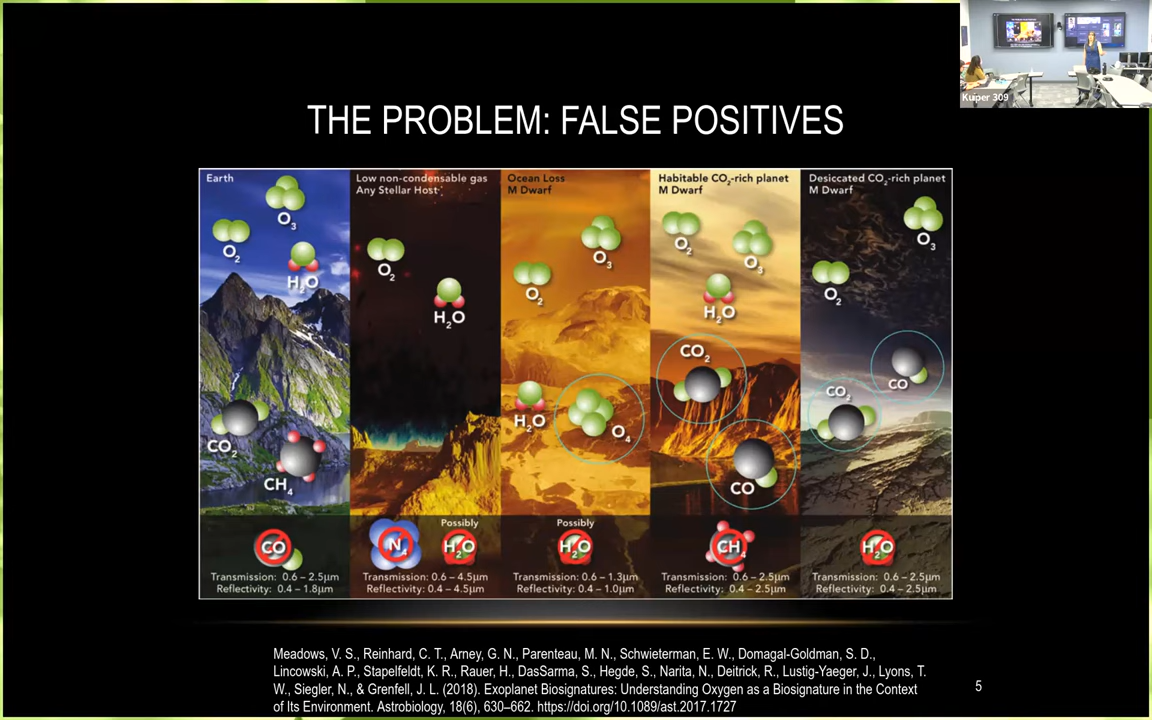 Kuiper 309
THE PROBLEM: FALSE POSITIVES
Earth
O3
O2
H2O
CO2
CH4
CO
Transmission: 0.6 – 2.5μm
Reflectivity: 0.4 – 1.8μm
Low non-condensable gas
Any Stellar Host
O2
H2O
N4
Possibly
H2O
Transmission: 0.6 – 4.5μm
Reflectivity: 0.4 – 4.5μm
Ocean Loss
M Dwarf
O3
O2
H2O
O4
Possibly
H2O
Transmission: 0.6 – 1.3μm
Reflectivity: 0.4 – 1.0μm
Habitable CO2-rich planet
M Dwarf
O2
O3
H2O
CO2
CO
CH4
Transmission: 0.6 – 2.5μm
Reflectivity: 0.4 – 2.5μm
Desiccated CO2-rich planet
M Dwarf
O3
O2
CO
CO2
H2O
Transmission: 0.6 – 2.5μm
Reflectivity: 0.4 – 2.5μm
Meadows, V. S., Reinhard, C. T., Arney, G. N., Parenteau, M. N., Schwieterman, E. W., Domagal-Goldman, S. D.,
Lincowski, A. P., Stapelfeldt, K. R., Rauer, H., DasSarma, S., Hegde, S., Narita, N., Deitrick, R., Lustig-Yaeger, J., Lyons, T.
W., Siegler, N., & Grenfell, J. L. (2018). Exoplanet Biosignatures: Understanding Oxygen as a Biosignature in the Context
of Its Environment. Astrobiology, 18(6), 630–662. https://doi.org/10.1089/ast.2017.1727
5